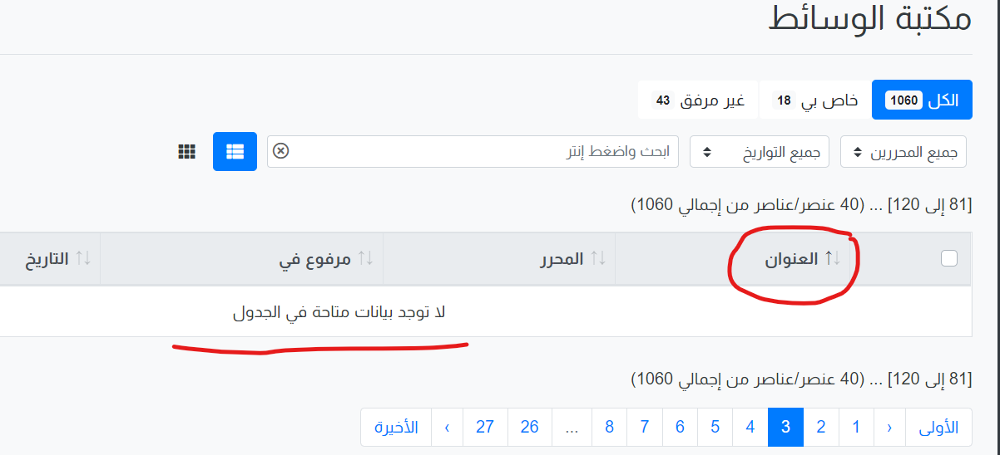 مكتبة الوسائط
الكل 1060 خاص بي 18 غير مرفق 43
جميع المحررين جميع التواريخ ابحث واضغط إنتر
[81 إلى 120] ... (40 عنصر/عناصر من إجمالي 1060)
العنوان المحرر مرفوع في التاريخ
لا توجد بيانات متاحة في الجدول
[81 إلى 120] ... (40 عنصر/عناصر من إجمالي 1060)
الأولى ‹ 1 2 3 4 5 6 7 8 ... 26 27 › الأخيرة